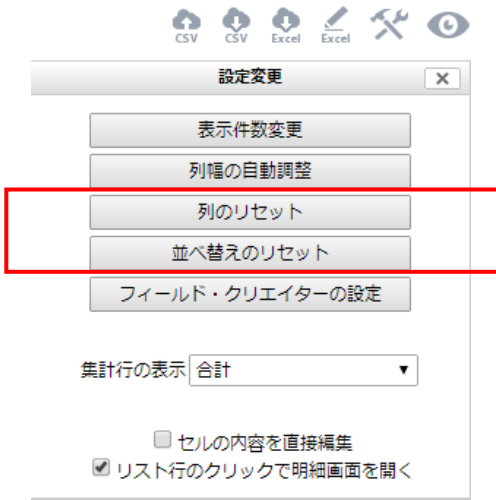 CSV CSV Excel Excel
設定変更
表示件数変更
列幅の自動調整
列のリセット
並べ替えのリセット
フィールド・クリエイターの設定
集計行の表示 合計
セルの内容を直接編集
リスト行のクリックで明細画面を開く